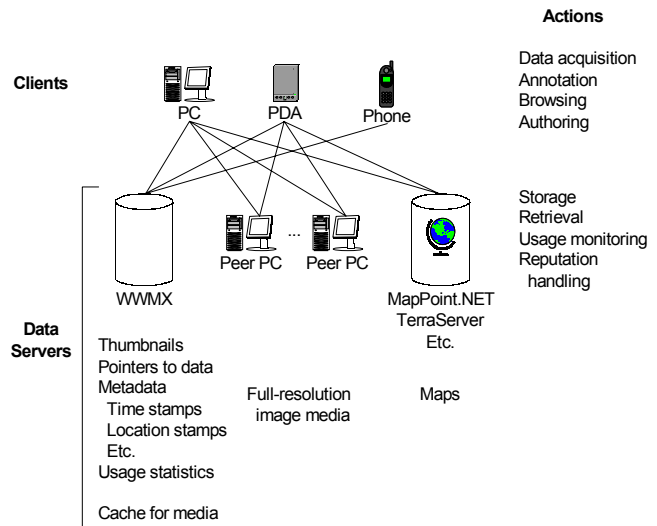 Actions
Clients
Data acquisition
Annotation
Browsing
Authoring
PC
PDA
Phone
Storage
Retrieval
Usage monitoring
Reputation
handling
...
Peer PC
Peer PC
WWMX
MapPoint.NET
TerraServer
Etc.
Data
Servers
Thumbnails
Pointers to data
Metadata
Time stamps
Location stamps
Etc.
Usage statistics
Cache for media
Full-resolution
image media
Maps